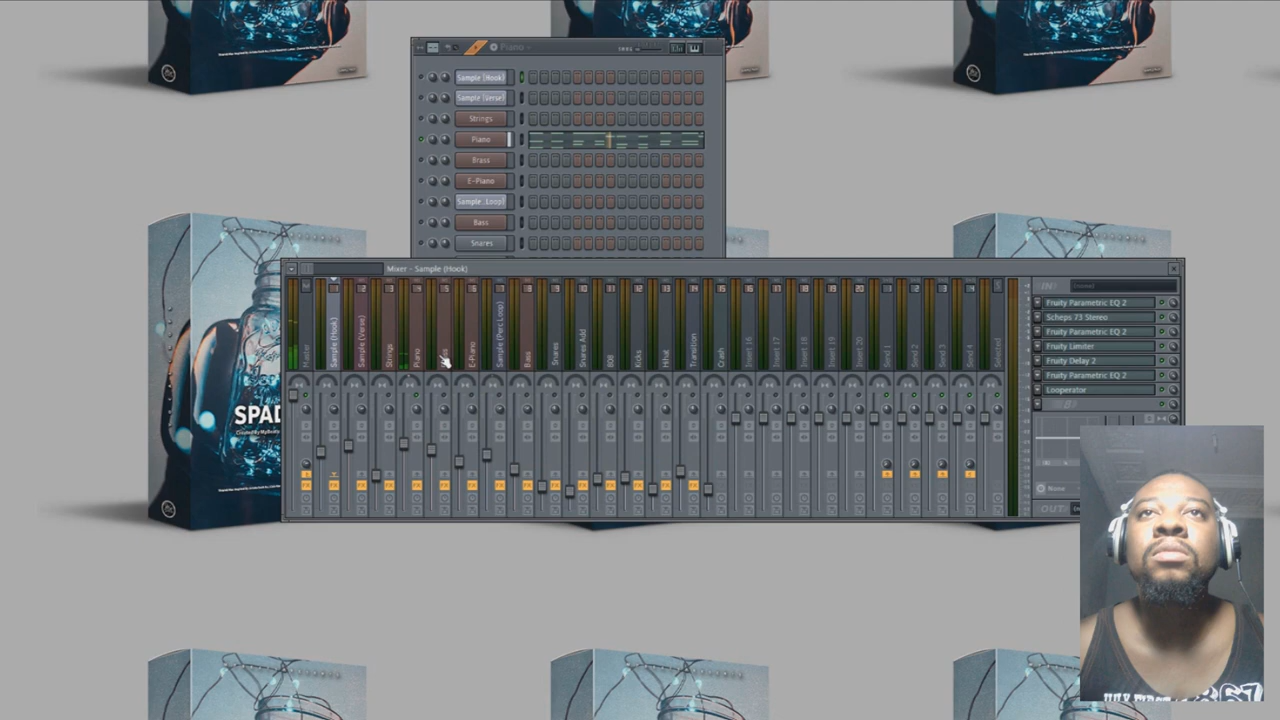 Piano
Sample (Hook)
Sample (Verse)
Strings
Piano
Brass
E-Piano
Sample .Loop)
Bass
Snares
Mixer - Sample (Hook)
Master
Sample (Hook)
Sample (Verse)
Strings
Piano
E-Piano
Sample (Perc Loop)
Bass
Snares
Snares Add
808
Kicks
Hihat
Transition
Crash
Insert 16
Insert 17
Insert 18
Insert 19
Insert 20
Send 1
Send 2
Send 3
Send 4
Selected
IN
(none)
Fruity Parametric EQ 2
Scheps 73 Stereo
Fruity Parametric EQ 2
Fruity Limiter
Fruity Delay 2
Fruity Parametric EQ 2
Looperator
None
OUT
SPAD